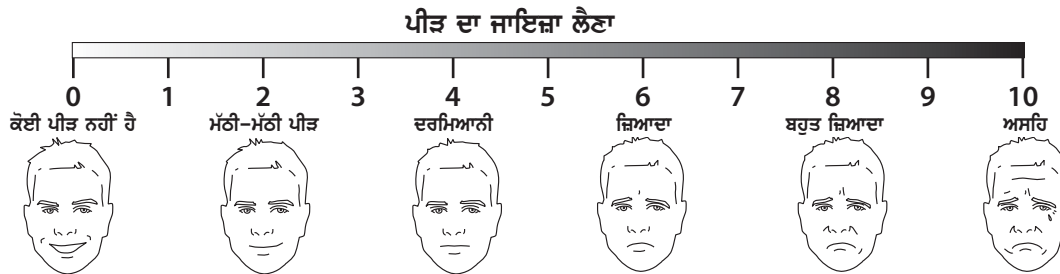 ਪੀੜ ਦਾ ਜਾਇਜ਼ਾ ਲੈਣਾ
0 1 2 3 4 5 6 7 8 9 10
ਕੋਈ ਪੀੜ ਨਹੀਂ ਹੈ ਮੱਠੀ-ਮੱਠੀ ਪੀੜ ਦਰਮਿਆਨੀ ਜ਼ਿਆਦਾ ਬਹੁਤ ਜ਼ਿਆਦਾ ਅਸਹਿ